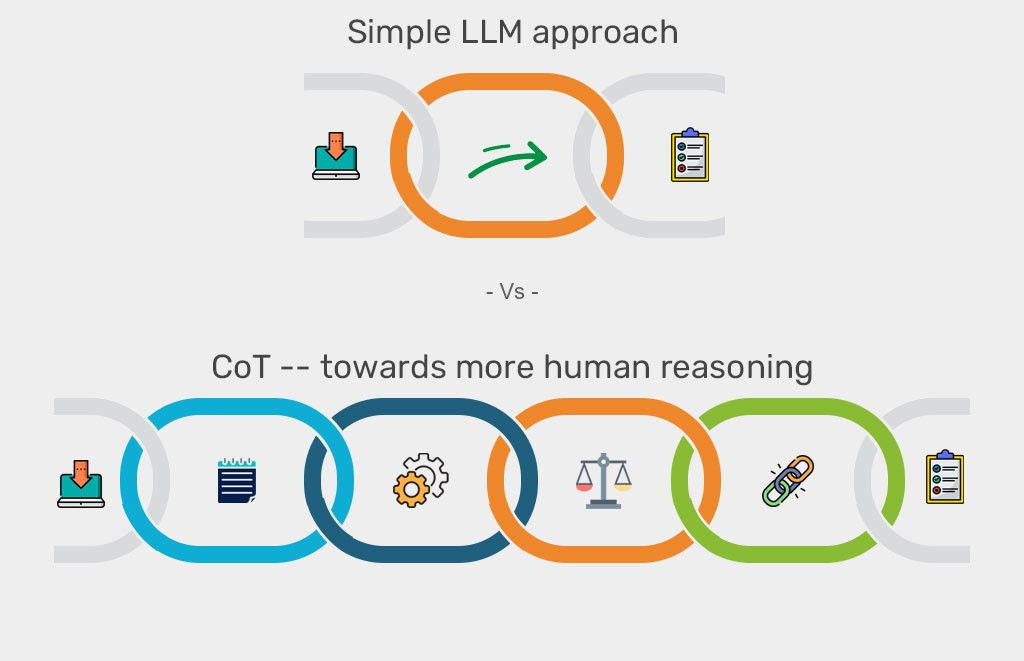 Simple LLM approach
- Vs -
CoT -- towards more human reasoning